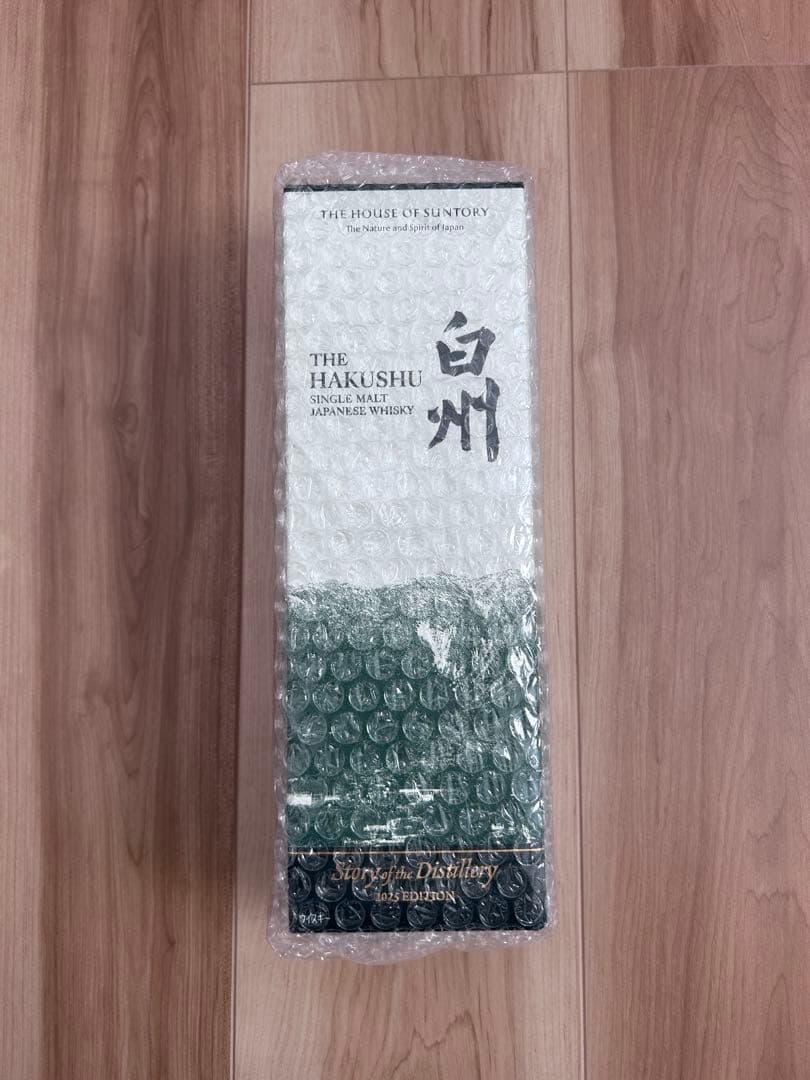 THE HOUSE OF SUNTORY
The Nature and Spirit of Japan
THE
HAKUSHU
SINGLE MALT
JAPANESE WHISKY
白州
Story of the Distillery
2025 EDITION
ウイスキー